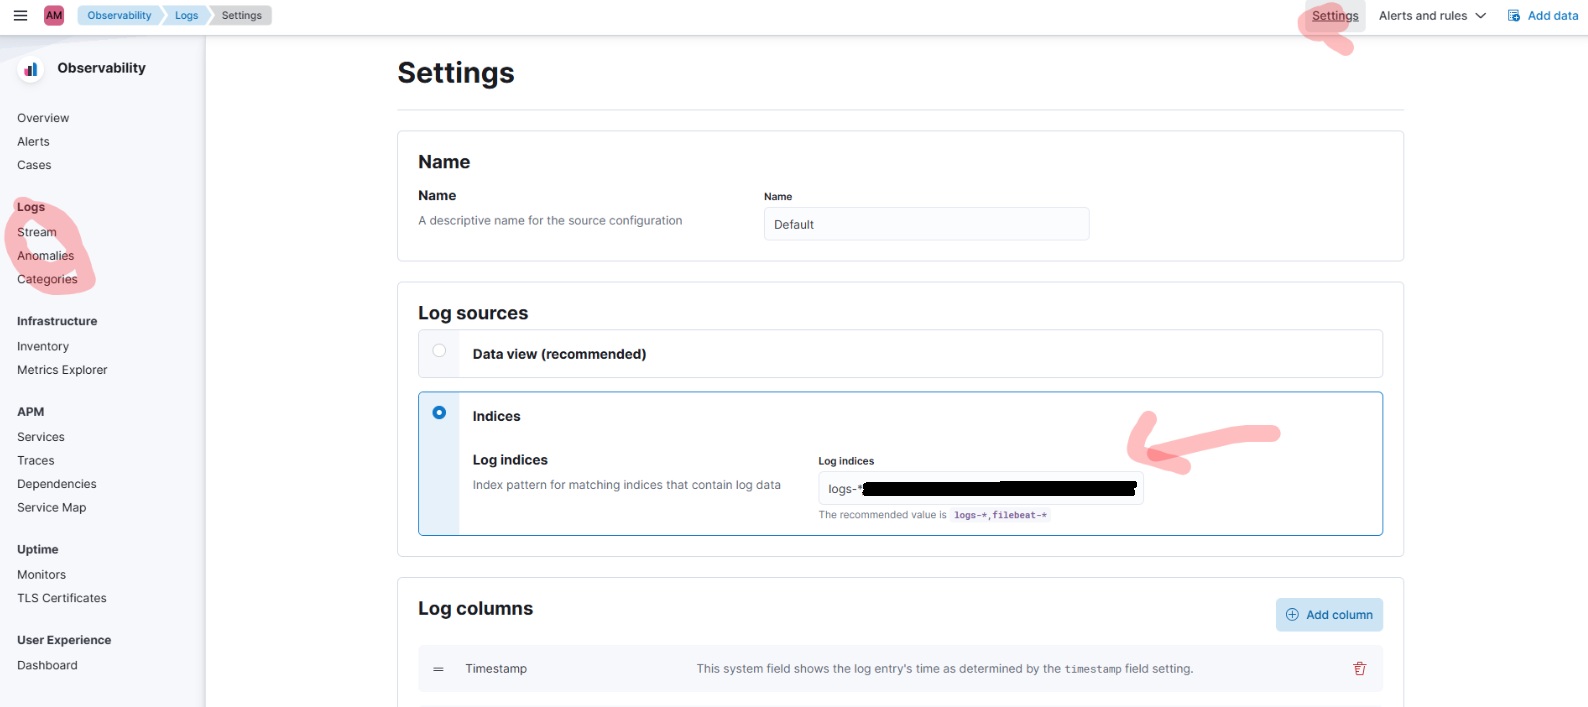 AM
Observability
Logs
Settings
Settings
Alerts and rules
Add data
Observability
Overview
Alerts
Cases
Logs
Stream
Anomalies
Categories
Infrastructure
Inventory
Metrics Explorer
APM
Services
Traces
Dependencies
Service Map
Uptime
Monitors
TLS Certificates
User Experience
Dashboard
Settings
Name
Name
A descriptive name for the source configuration
Name
Default
Log sources
Data view (recommended)
Indices
Log indices
Index pattern for matching indices that contain log data
Log indices
logs-*
The recommended value is logs-*,filebeat-*
Log columns
Add column
Timestamp
This system field shows the log entry's time as determined by the timestamp field setting.